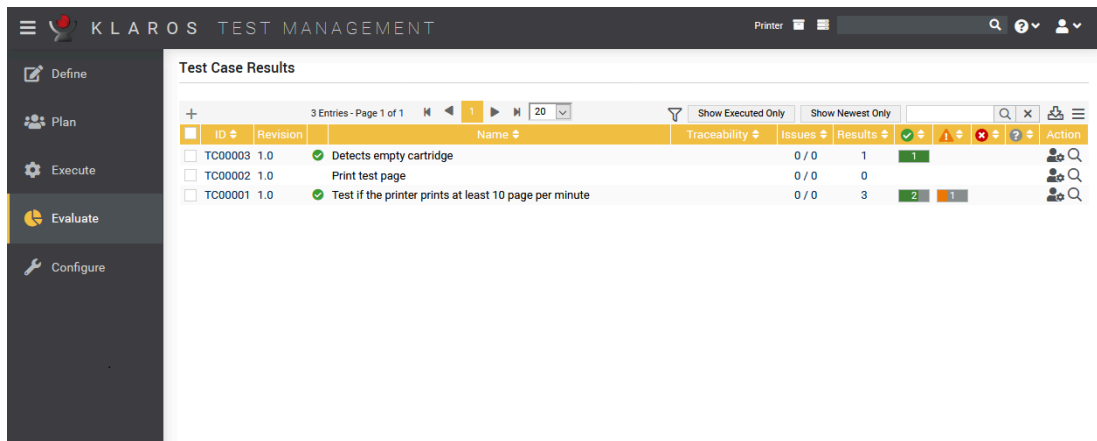 KLAROS TEST MANAGEMENT
Printer
Define
Plan
Execute
Evaluate
Configure
Test Case Results
3 Entries - Page 1 of 1 1 20 Show Executed Only Show Newest Only
ID Revision Name Traceability Issues Results Action
TC00003 1.0 Detects empty cartridge 0 / 0 1 1
TC00002 1.0 Print test page 0 / 0 0
TC00001 1.0 Test if the printer prints at least 10 page per minute 0 / 0 3 2 1